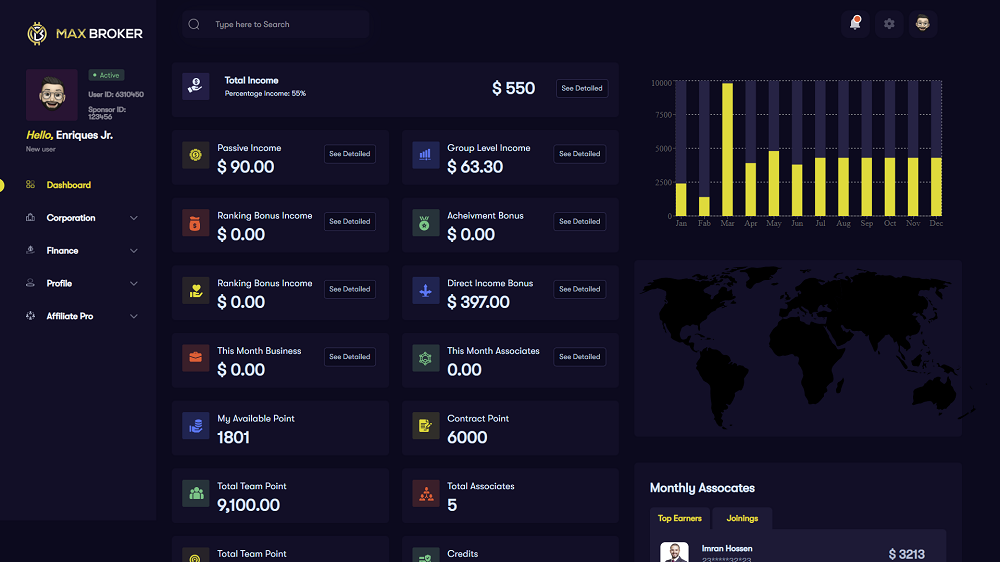 MAX BROKER
Type here to Search
Active
User ID: 6310450
Sponsor ID:
123456
Hello, Enriques Jr.
New user
Dashboard
Corporation
Finance
Profile
Affiliate Pro
Total Income
Percentage Income: 55%
$ 550
See Detailed
Passive Income
$ 90.00
See Detailed
Group Level Income
$ 63.30
See Detailed
Ranking Bonus Income
$ 0.00
See Detailed
Acheivment Bonus
$ 0.00
See Detailed
Ranking Bonus Income
$ 0.00
See Detailed
Direct Income Bonus
$ 397.00
See Detailed
This Month Business
$ 0.00
See Detailed
This Month Associates
0.00
See Detailed
My Available Point
1801
Contract Point
6000
Total Team Point
9,100.00
Total Associates
5
Total Team Point
Credits
10000
7500
5000
2500
0
Jan Fab Mar Apr May Jun Jul Aug Sep Oct Nov Dec
Monthly Assocates
Top Earners
Joinings
Imran Hossen
$ 3213